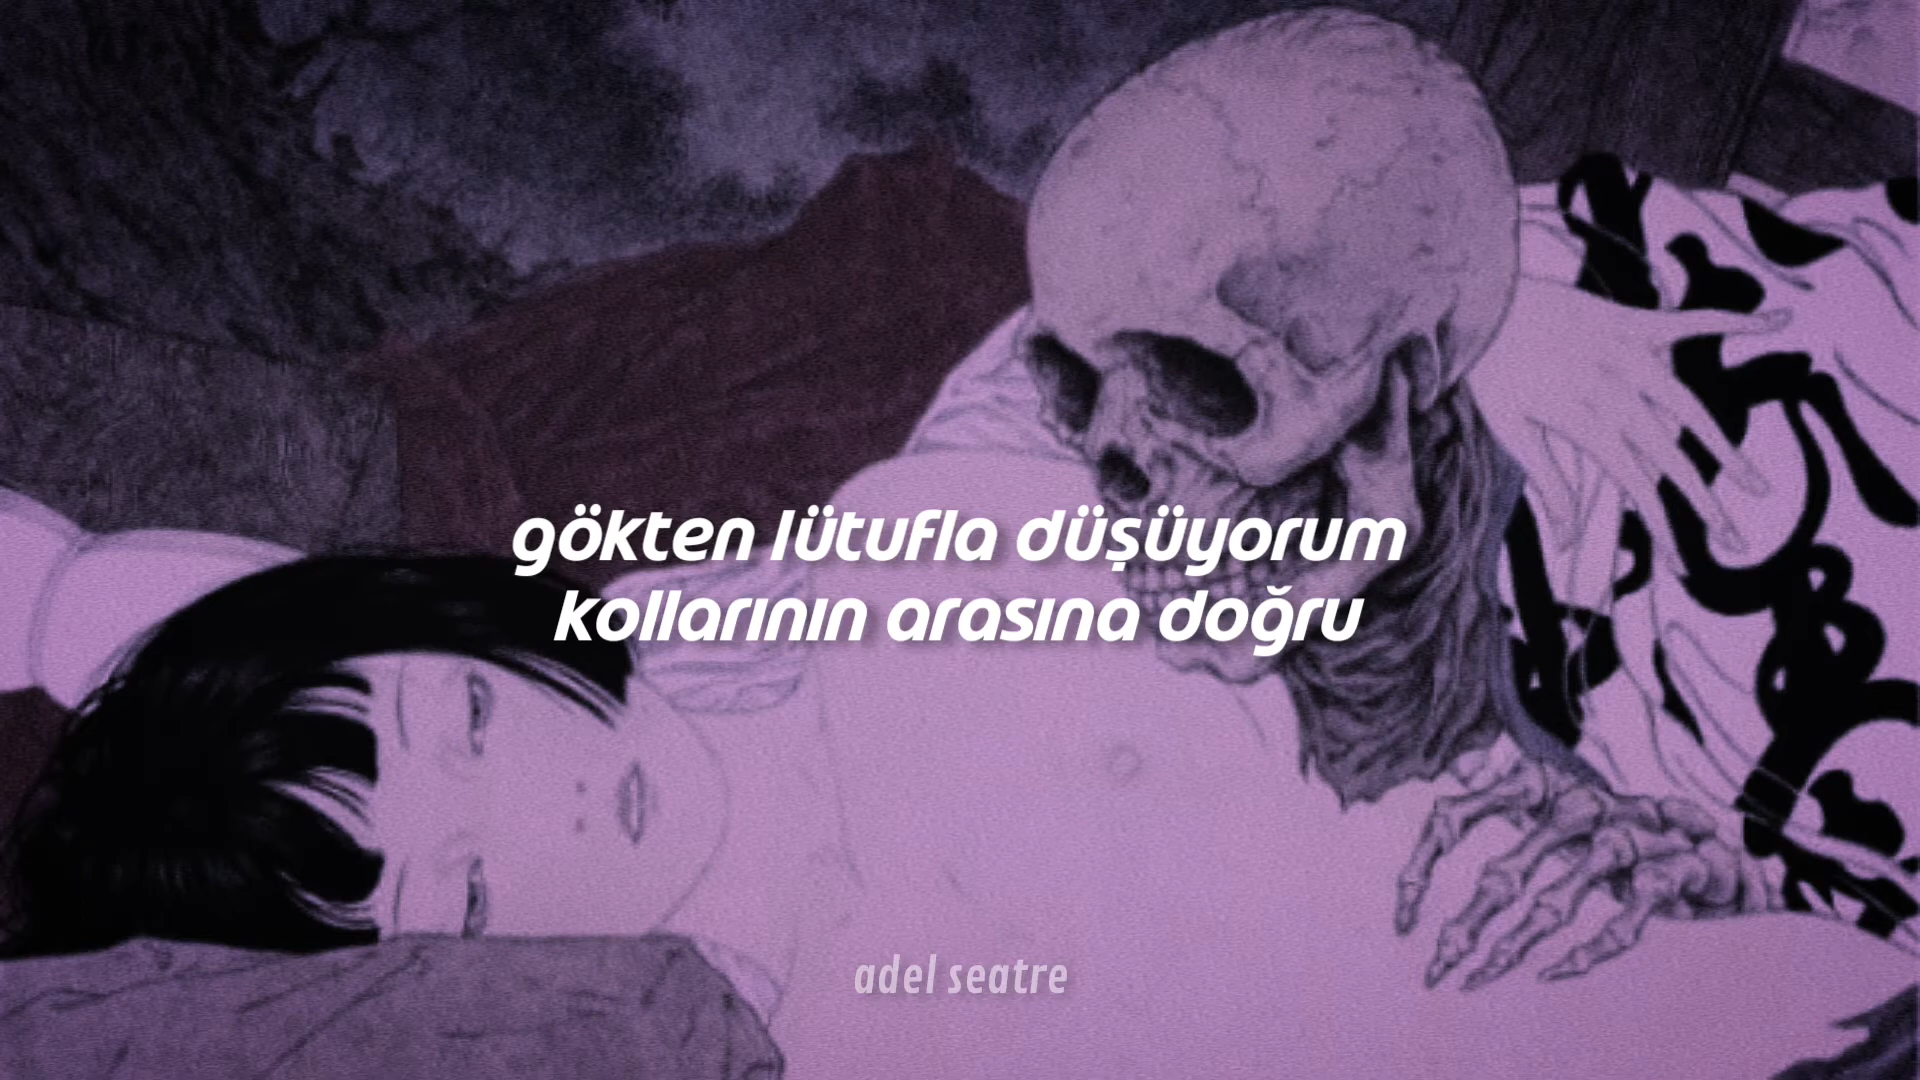 gökten lütufla düşüyorum
kollarının arasına doğru
adel seatre